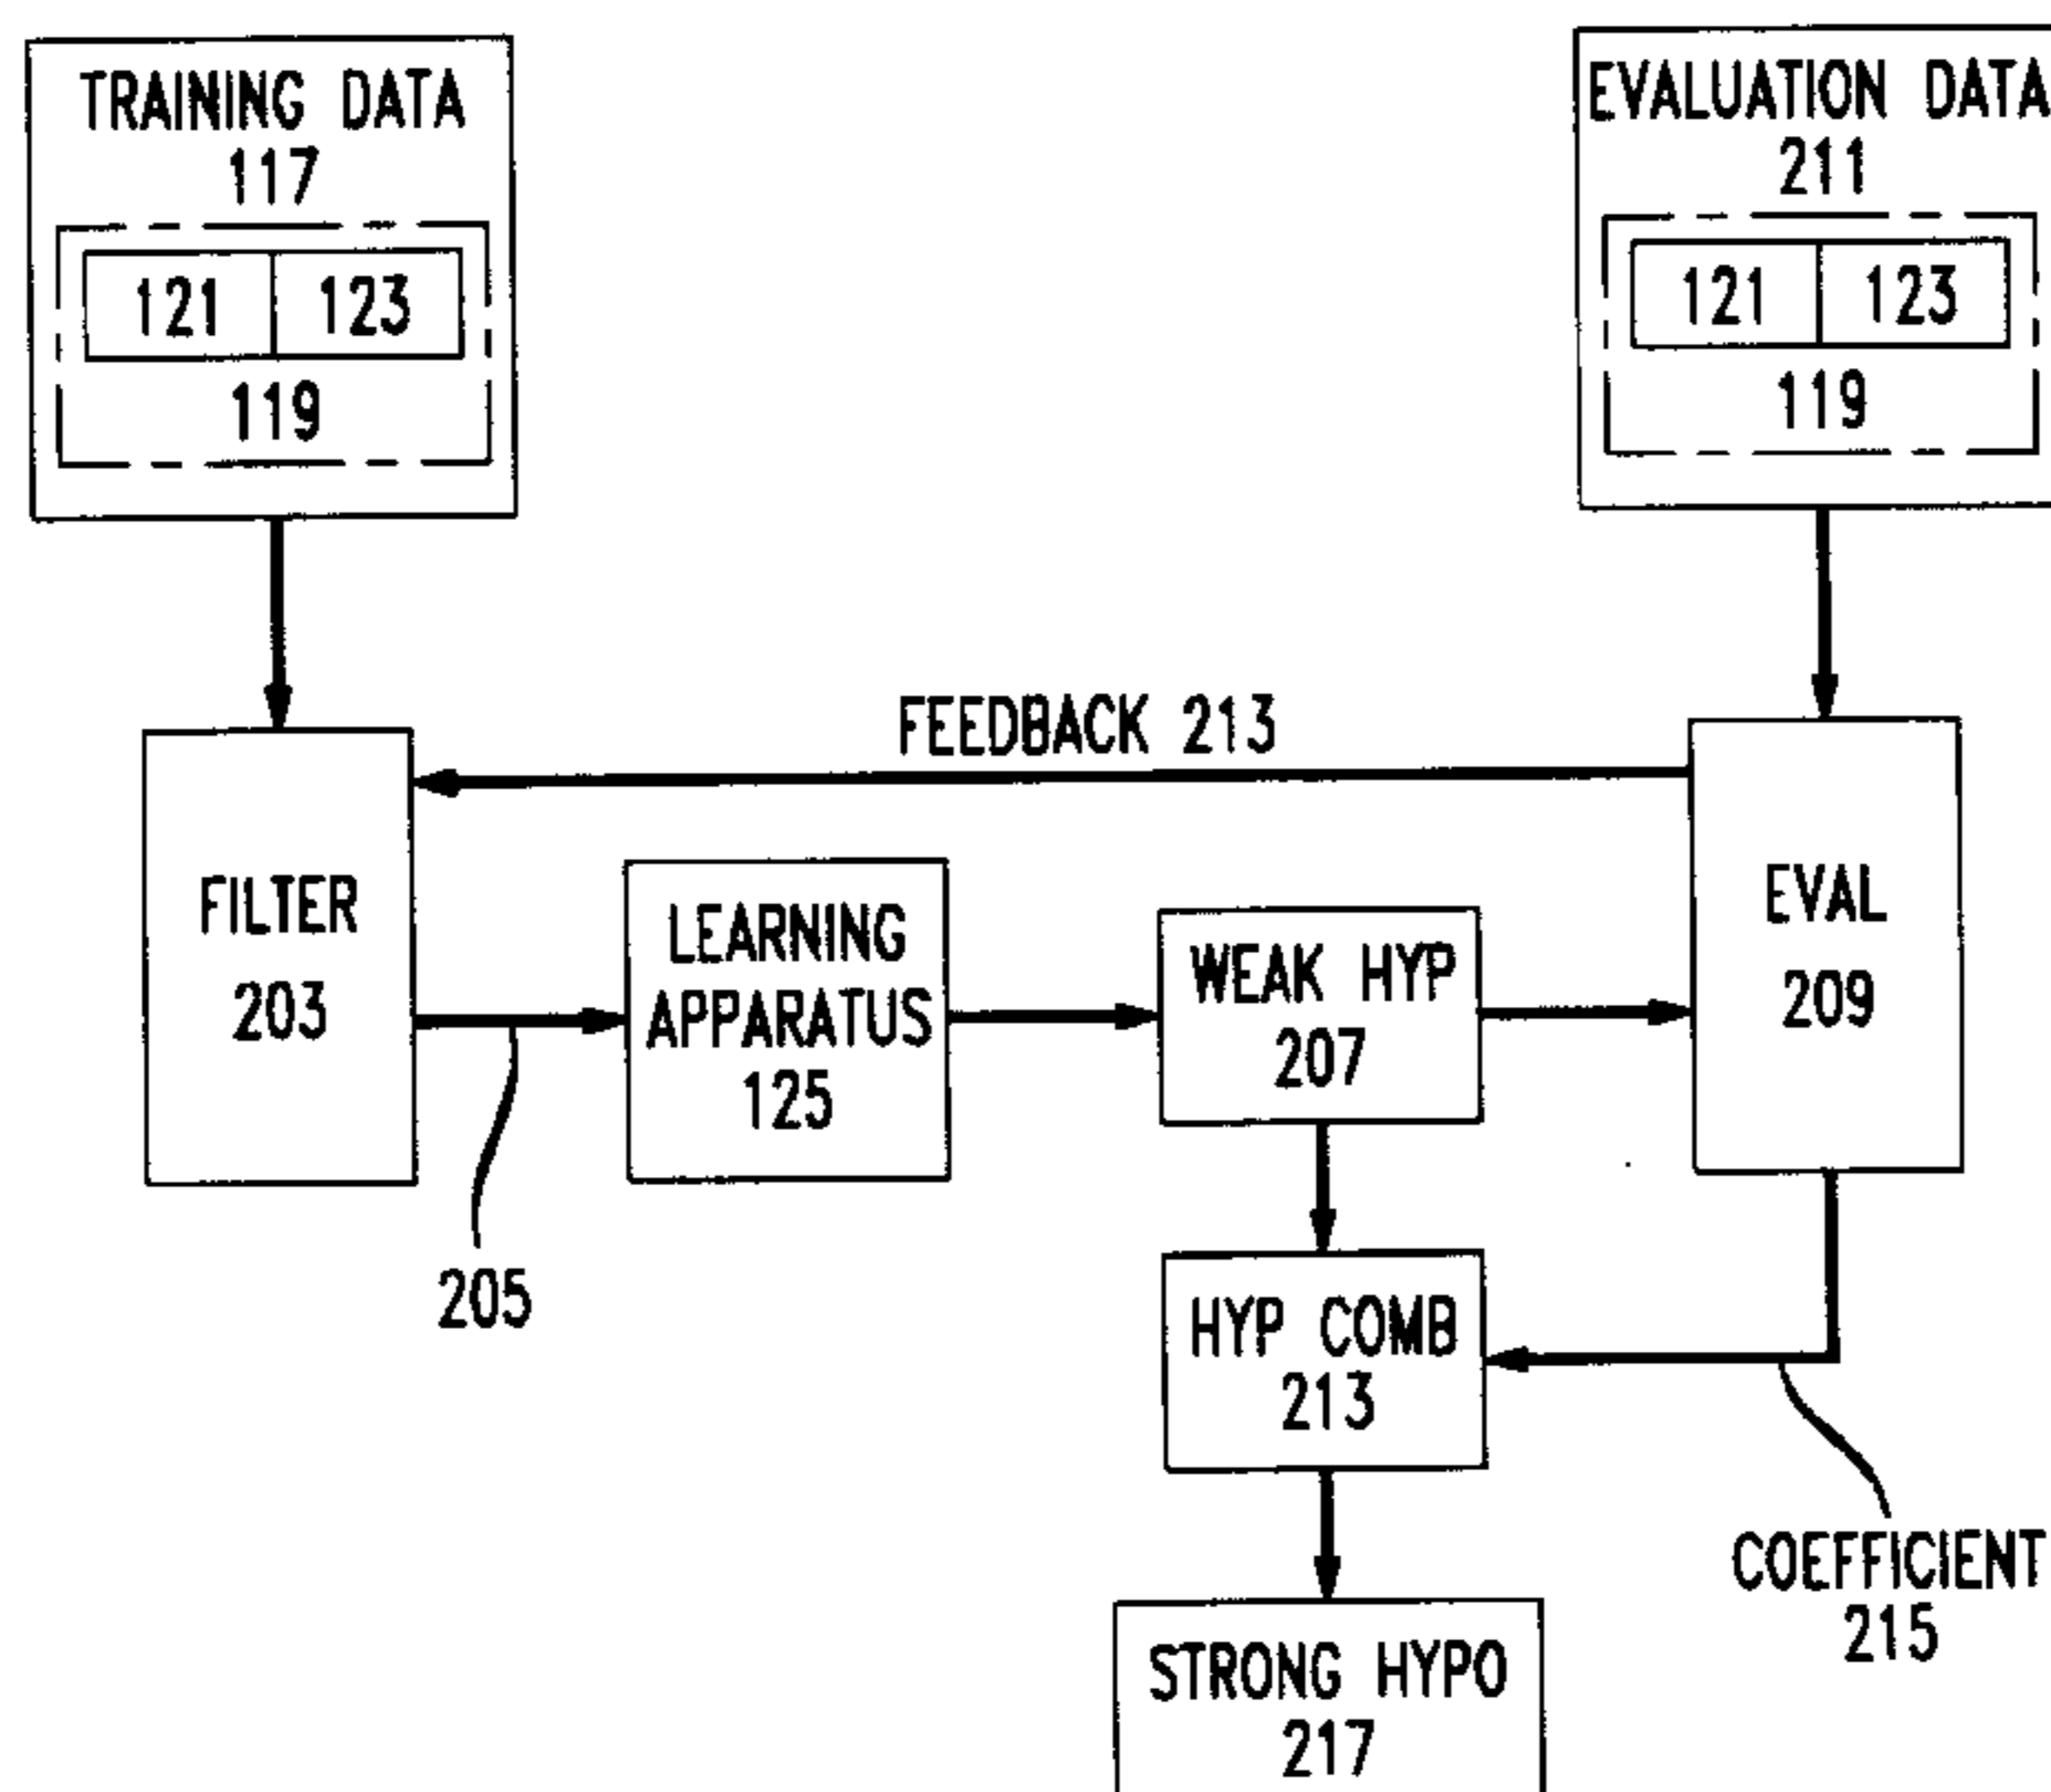 TRAINING DATA
117
121 123
119
EVALUATION DATA
211
121 123
119
FEEDBACK 213
FILTER
203
LEARNING
APPARATUS
125
WEAK HYP
207
EVAL
209
205
HYP COMB
213
COEFFICIENT
215
STRONG HYPO
217